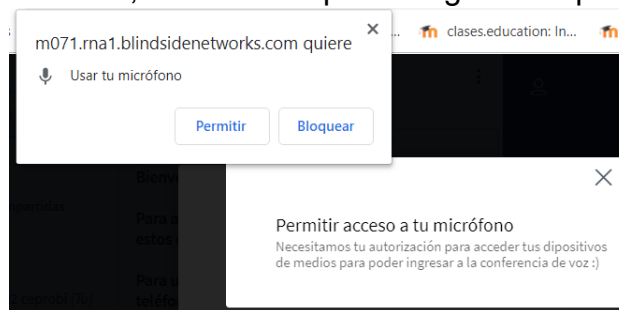 m071.rna1.blindsidenetworks.com quiere
Usar tu micrófono
Permitir
Bloquear
... clases.education: In...
Bienv
Para a
estos
Para u
teléfo
Permitir acceso a tu micrófono
Necesitamos tu autorización para acceder tus dipositivos
de medios para poder ingresar a la conferencia de voz :)